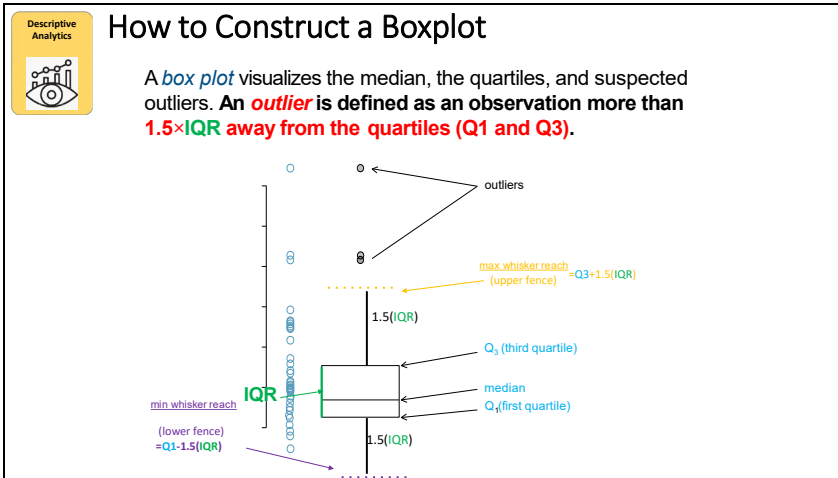 Descriptive
Analytics
How to Construct a Boxplot
A box plot visualizes the median, the quartiles, and suspected
outliers. An outlier is defined as an observation more than
1.5×IQR away from the quartiles (Q1 and Q3).
outliers
max whisker reach
(upper fence)
=Q3+1.5(IQR)
1.5(IQR)
Q3 (third quartile)
IQR
median
min whisker reach
Q1(first quartile)
(lower fence)
=Q1-1.5(IQR)
1.5(IQR)